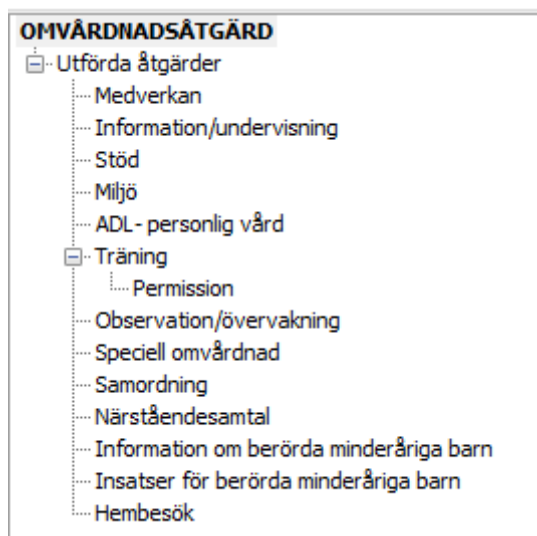 OMVÅRDNADSÅTGÄRD
Utförda åtgärder
Medverkan
Information/undervisning
Stöd
Miljö
ADL- personlig vård
Träning
Permission
Observation/övervakning
Speciell omvårdnad
Samordning
Närståendesamtal
Information om berörda minderåriga barn
Insatser för berörda minderåriga barn
Hembesök